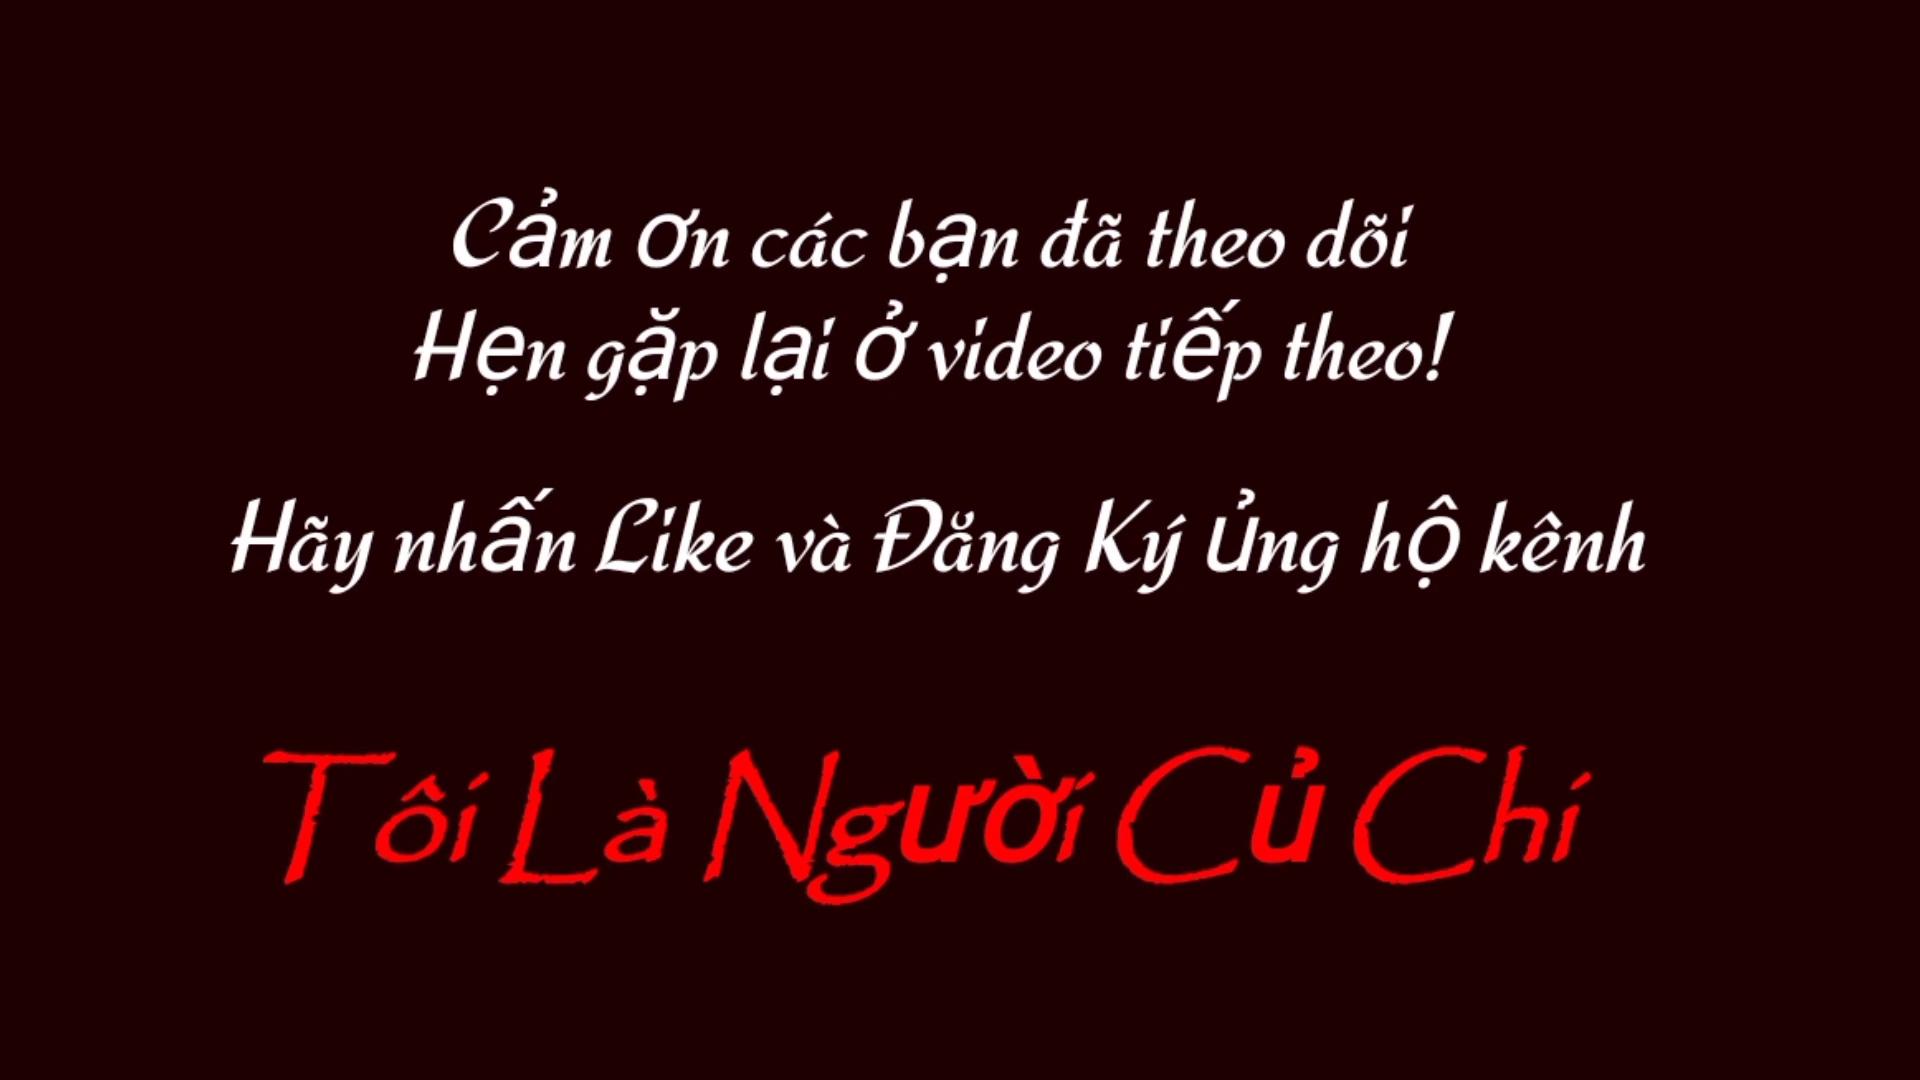 Cảm ơn các bạn đã theo dõi
Hẹn gặp lại ở video tiếp theo!
Hãy nhấn Like và Đăng Ký ủng hộ kênh
Tôi Là Người Củ Chi